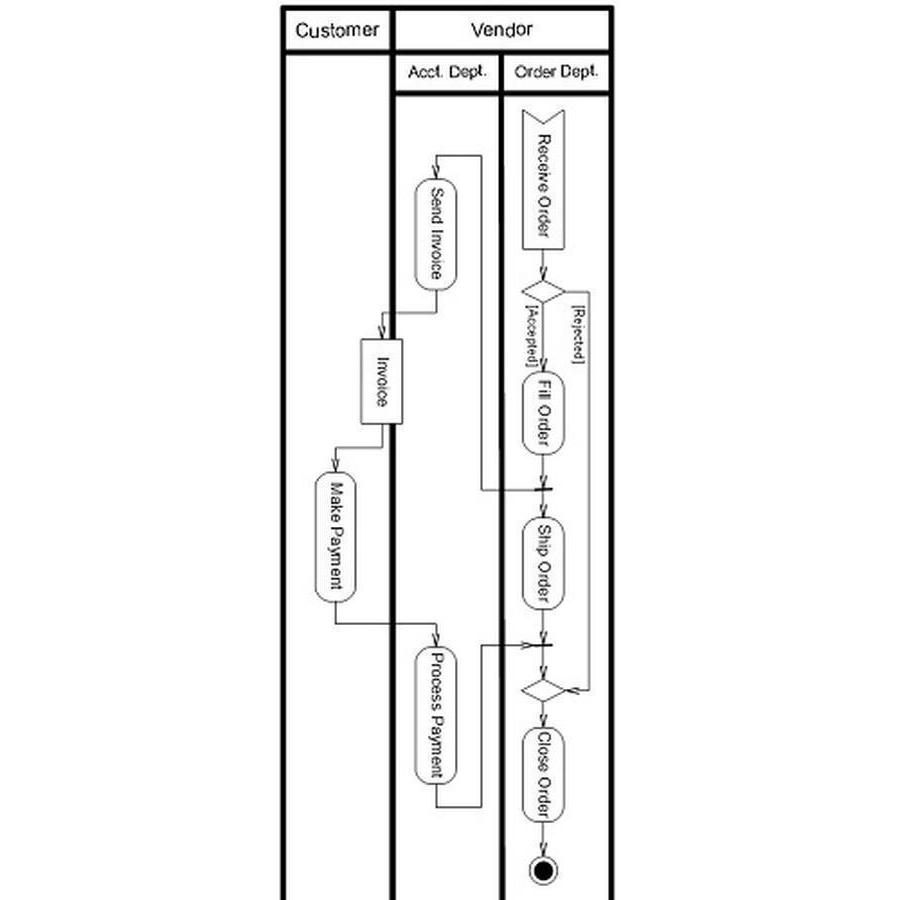 Customer
Vendor
Acct. Dept.
Order Dept.
Receive Order
[Accepted]
[Rejected]
Fill Order
Send Invoice
Invoice
Make Payment
Ship Order
Process Payment
Close Order